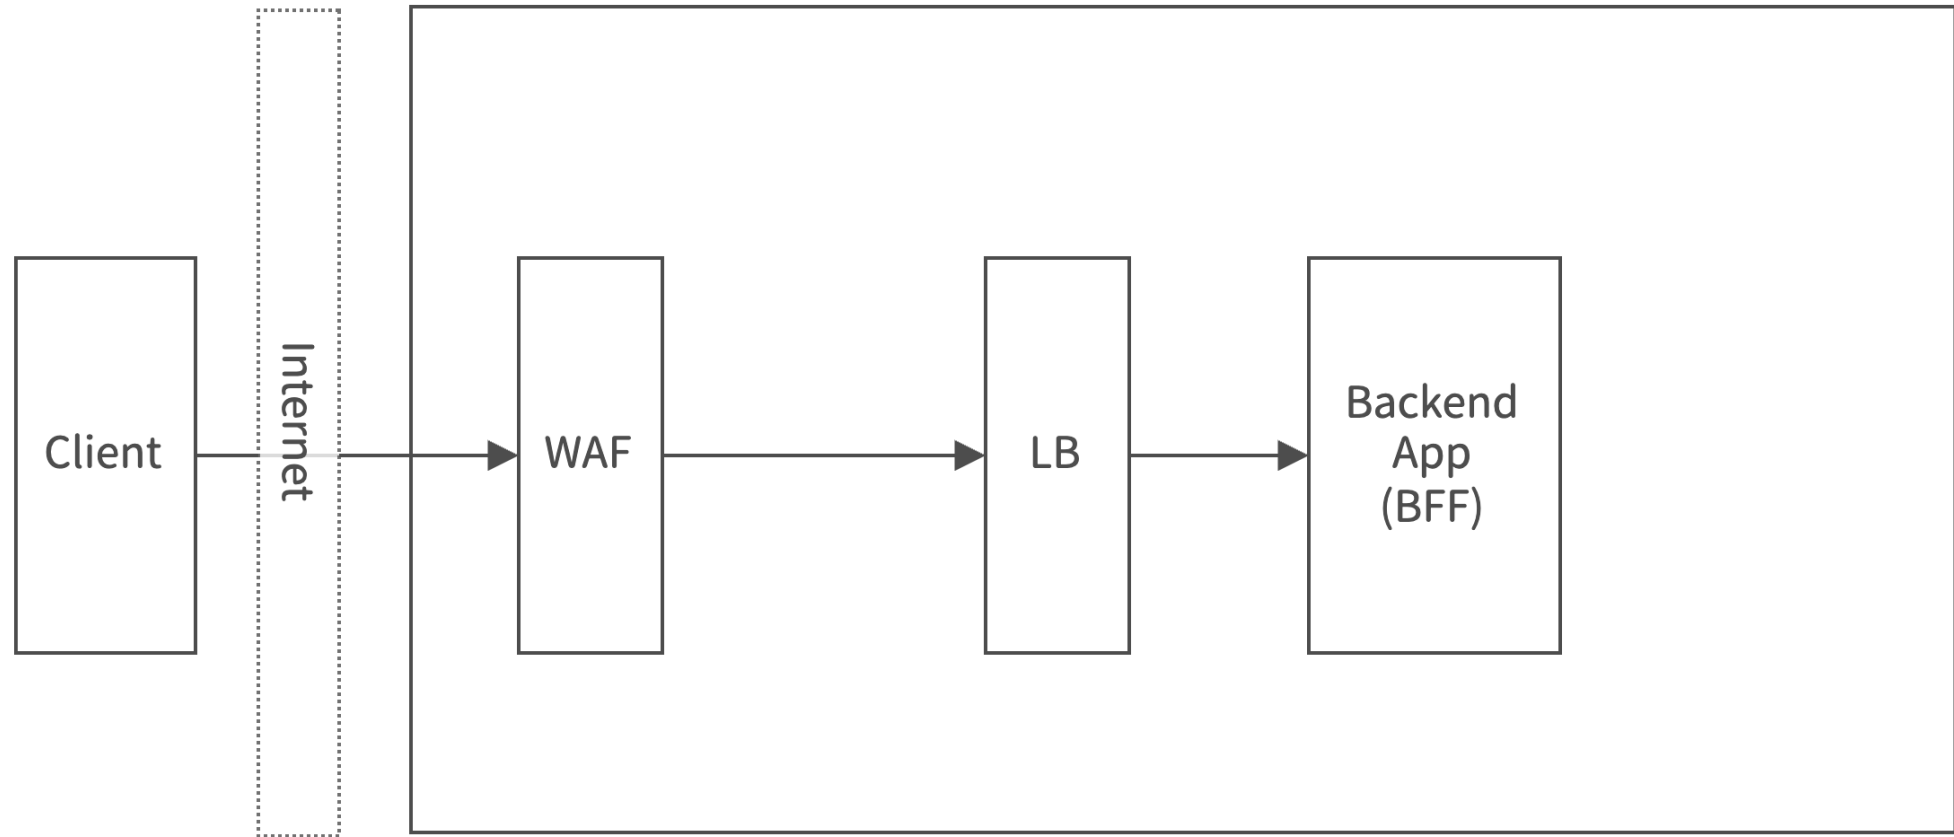 Client
Internet
WAF
LB
Backend
App
(BFF)